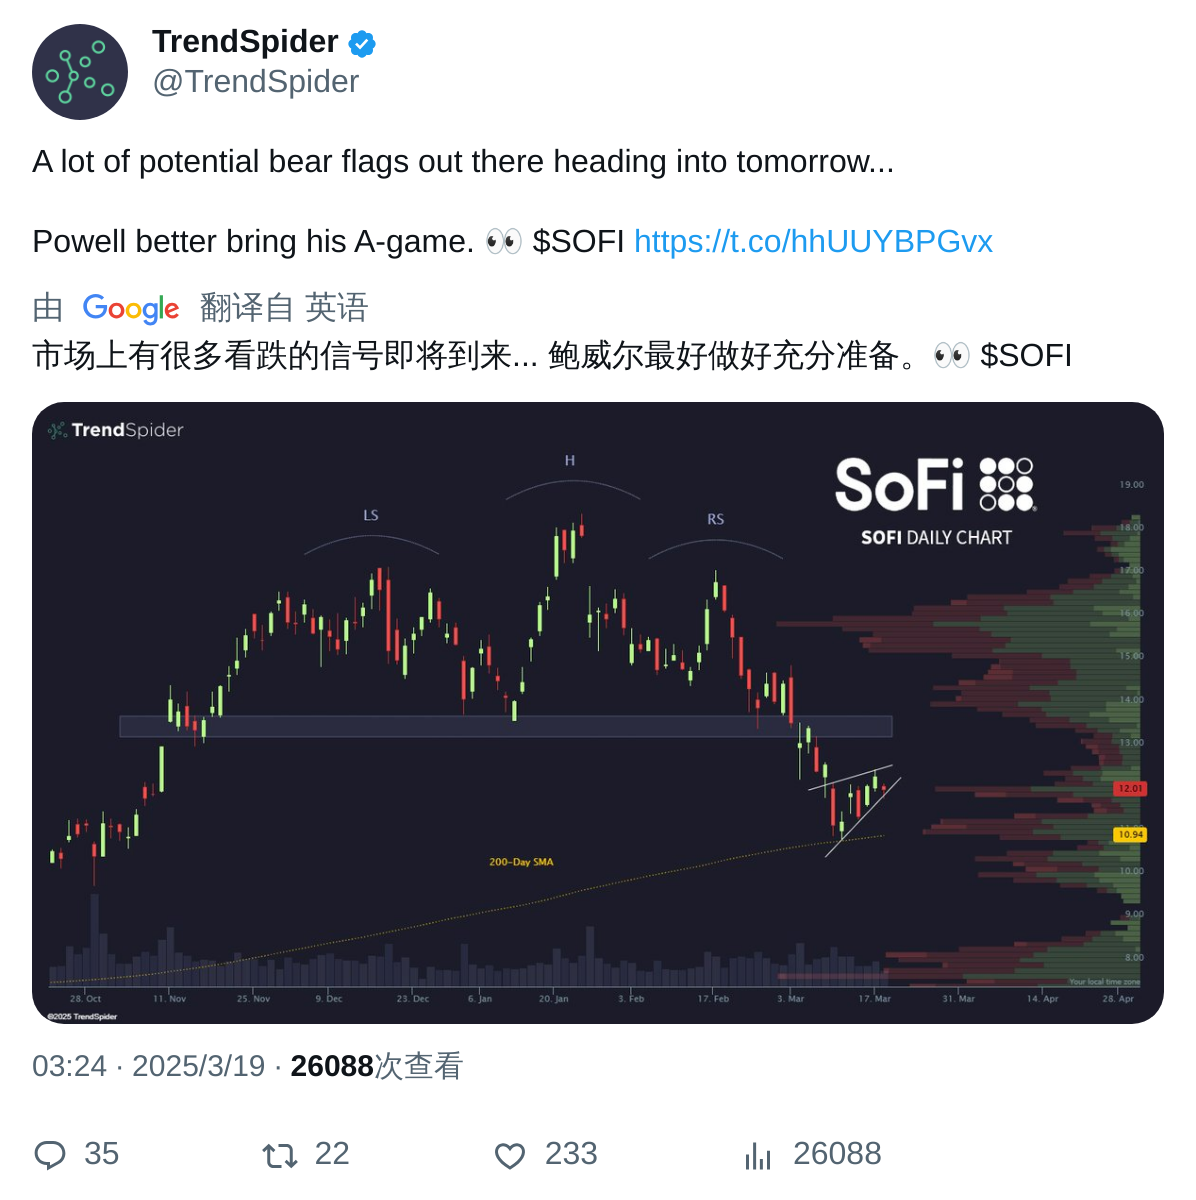 TrendSpider
@TrendSpider
A lot of potential bear flags out there heading into tomorrow...
Powell better bring his A-game. 👀 $SOFI https://t.co/hhUUYBPGvx
由 Google 翻译自 英语
市场上有很多看跌的信号即将到来... 鲍威尔最好做好充分准备。👀 $SOFI
TrendSpider
H
LS
RS
SoFi
SOFI DAILY CHART
19.00
18.00
17.00
16.00
15.00
14.00
13.00
12.01
10.94
10.00
9.00
8.00
200-Day SMA
Your local time zone
28. Oct 11. Nov 25. Nov 9. Dec 23. Dec 6. Jan 20. Jan 3. Feb 17. Feb 3. Mar 17. Mar 31. Mar 14. Apr 28. Apr
©2025 TrendSpider
03:24 · 2025/3/19 · 26088次查看
35 22 233 26088